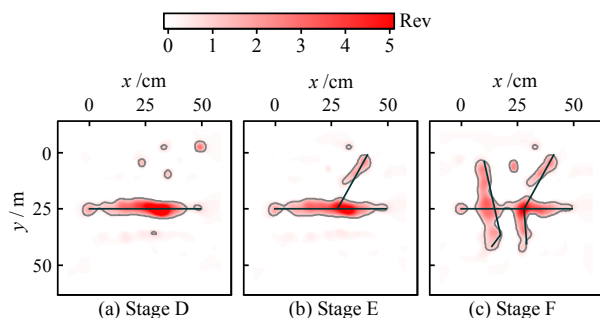 Rev
0 1 2 3 4 5
x /cm x /cm x /cm
0 25 50 0 25 50 0 25 50
0
25
50
y / m
(a) Stage D (b) Stage E (c) Stage F